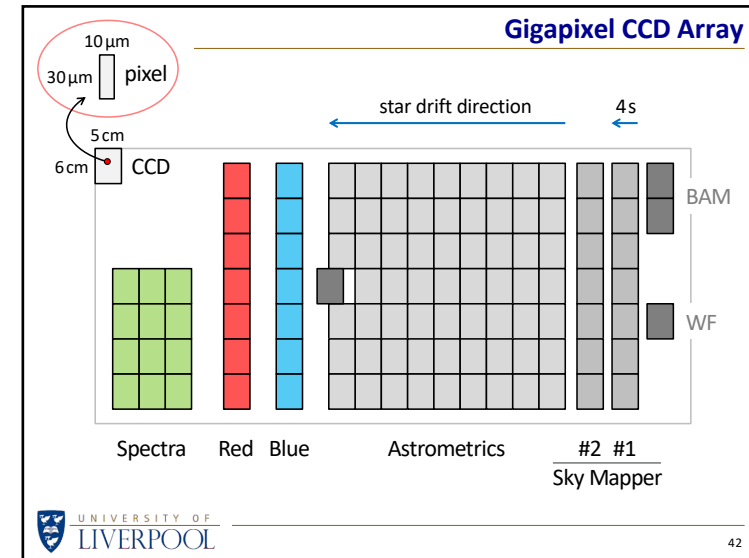 Gigapixel CCD Array
10 µm
30 µm
pixel
5 cm
6 cm
CCD
star drift direction
4 s
BAM
WF
Spectra
Red
Blue
Astrometrics
#2
#1
Sky Mapper
UNIVERSITY OF
LIVERPOOL
42